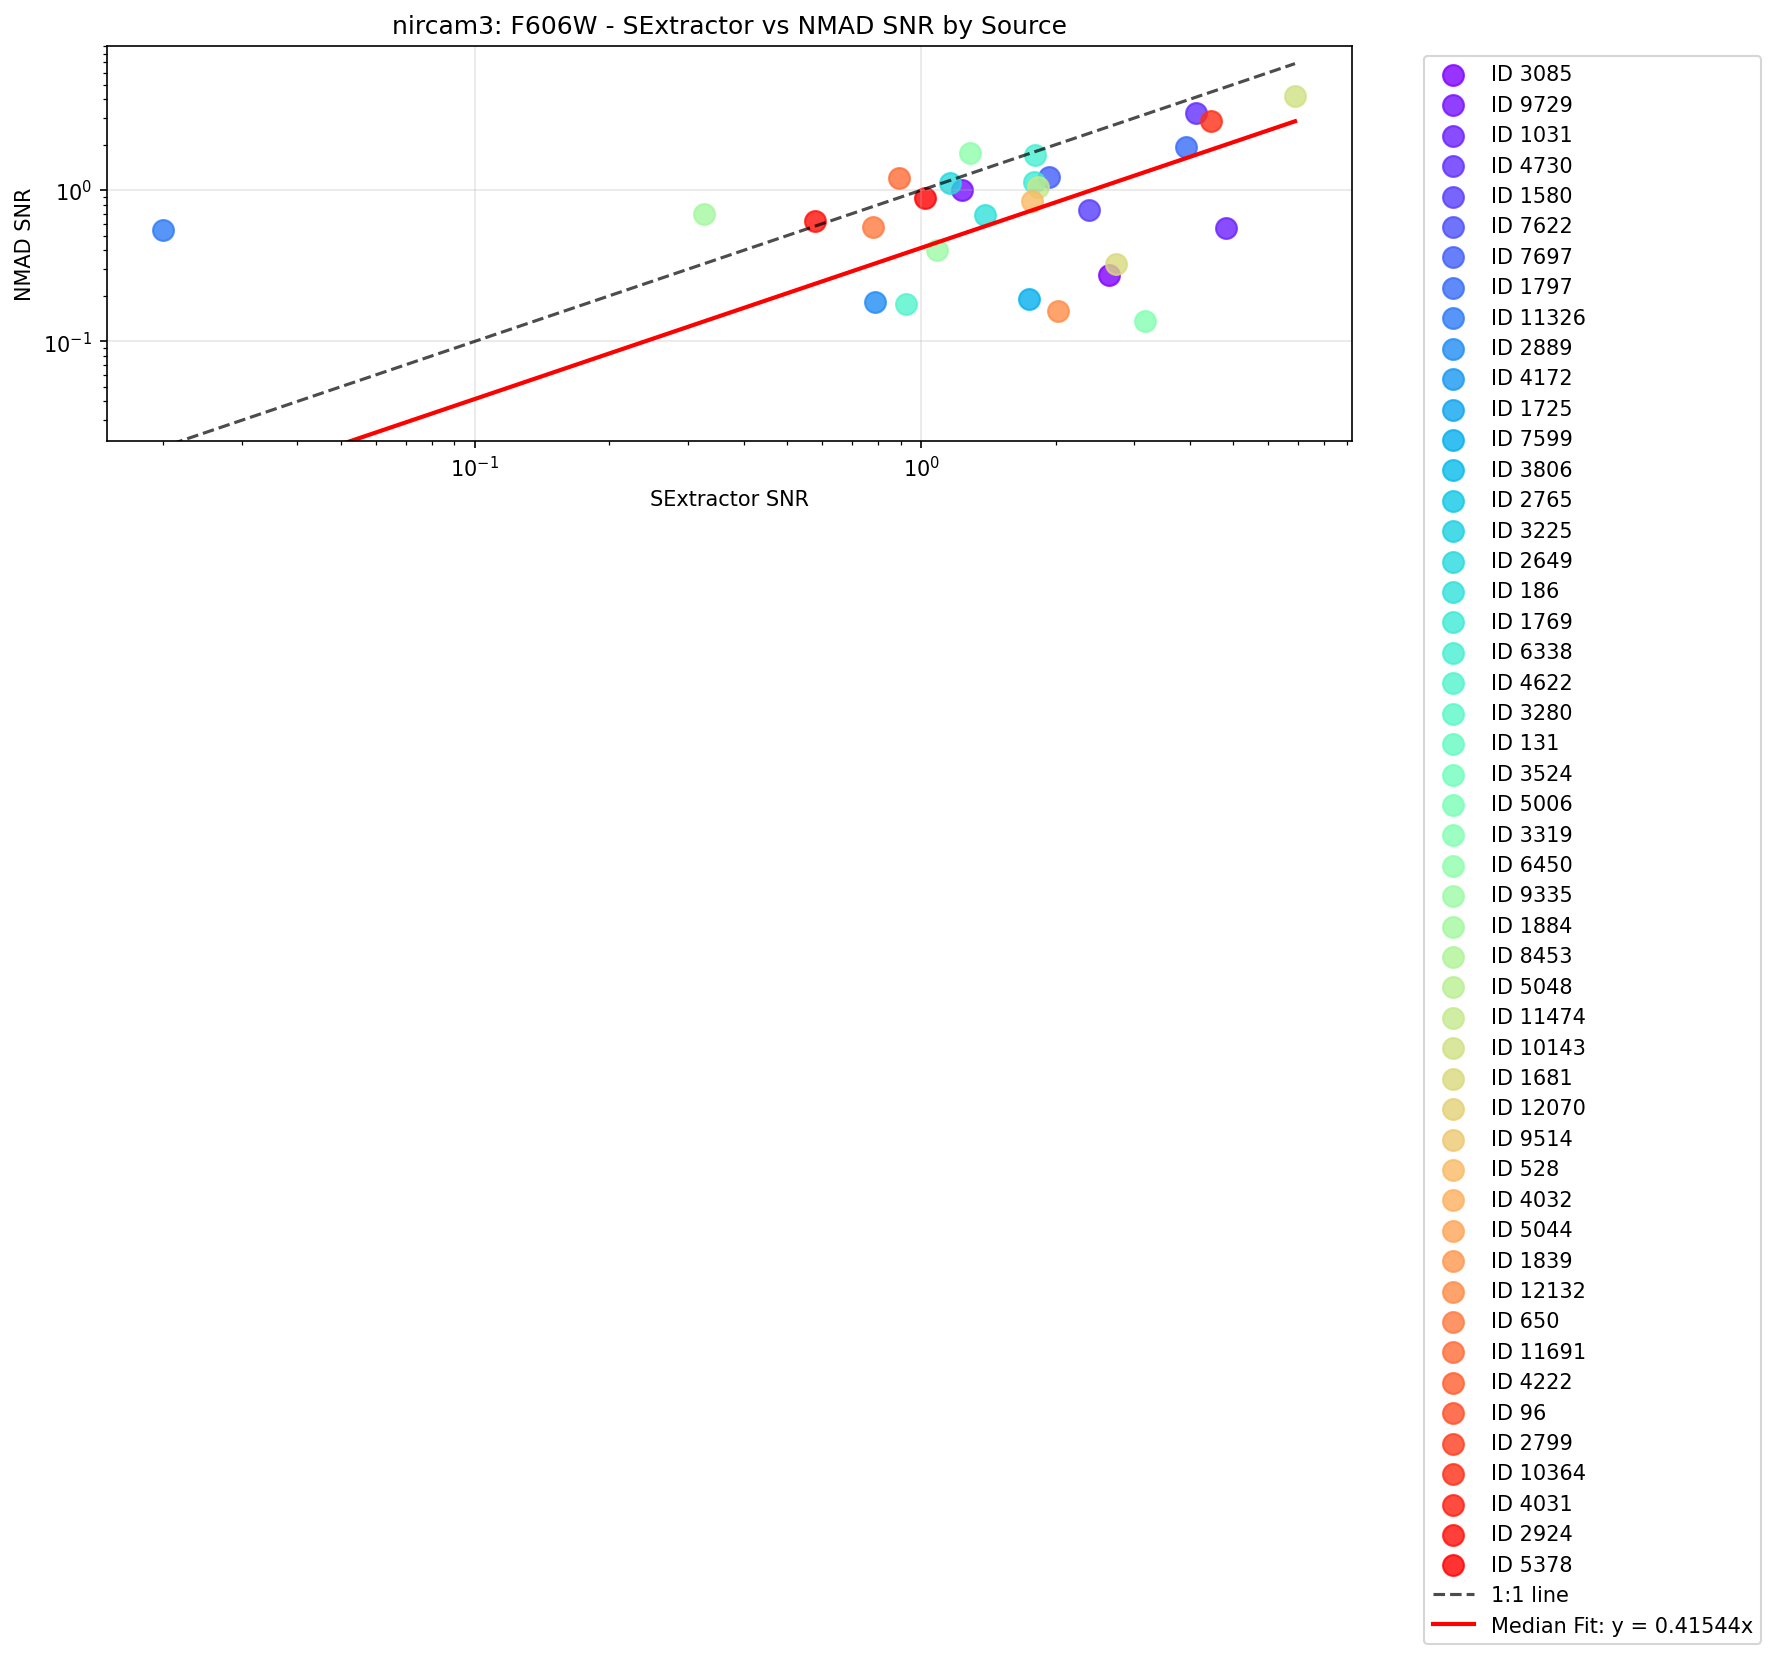 nircam3: F606W - SExtractor vs NMAD SNR by Source
NMAD SNR
10⁰
10⁻¹
10⁻¹
10⁰
SExtractor SNR
ID 3085
ID 9729
ID 1031
ID 4730
ID 1580
ID 7622
ID 7697
ID 1797
ID 11326
ID 2889
ID 4172
ID 1725
ID 7599
ID 3806
ID 2765
ID 3225
ID 2649
ID 186
ID 1769
ID 6338
ID 4622
ID 3280
ID 131
ID 3524
ID 5006
ID 3319
ID 6450
ID 9335
ID 1884
ID 8453
ID 5048
ID 11474
ID 10143
ID 1681
ID 12070
ID 9514
ID 528
ID 4032
ID 5044
ID 1839
ID 12132
ID 650
ID 11691
ID 4222
ID 96
ID 2799
ID 10364
ID 4031
ID 2924
ID 5378
1:1 line
Median Fit: y = 0.41544x